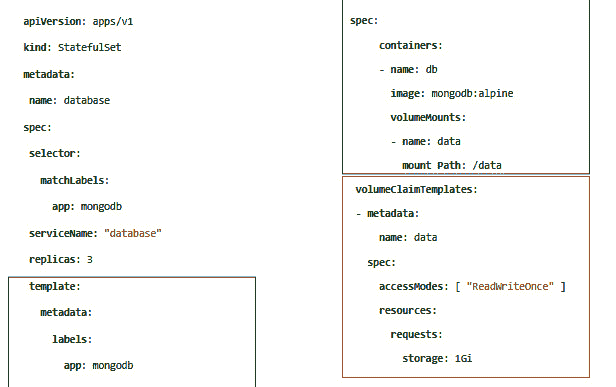 apiVersion: apps/v1
kind: StatefulSet
metadata:
name: database
spec:
selector:
matchLabels:
app: mongodb
serviceName: "database"
replicas: 3
template:
metadata:
labels:
app: mongodb
spec:
containers:
- name: db
image: mongodb:alpine
volumeMounts:
- name: data
mount Path: /data
volumeClaimTemplates:
- metadata:
name: data
spec:
accessModes: [ "ReadWriteOnce" ]
resources:
requests:
storage: 1Gi